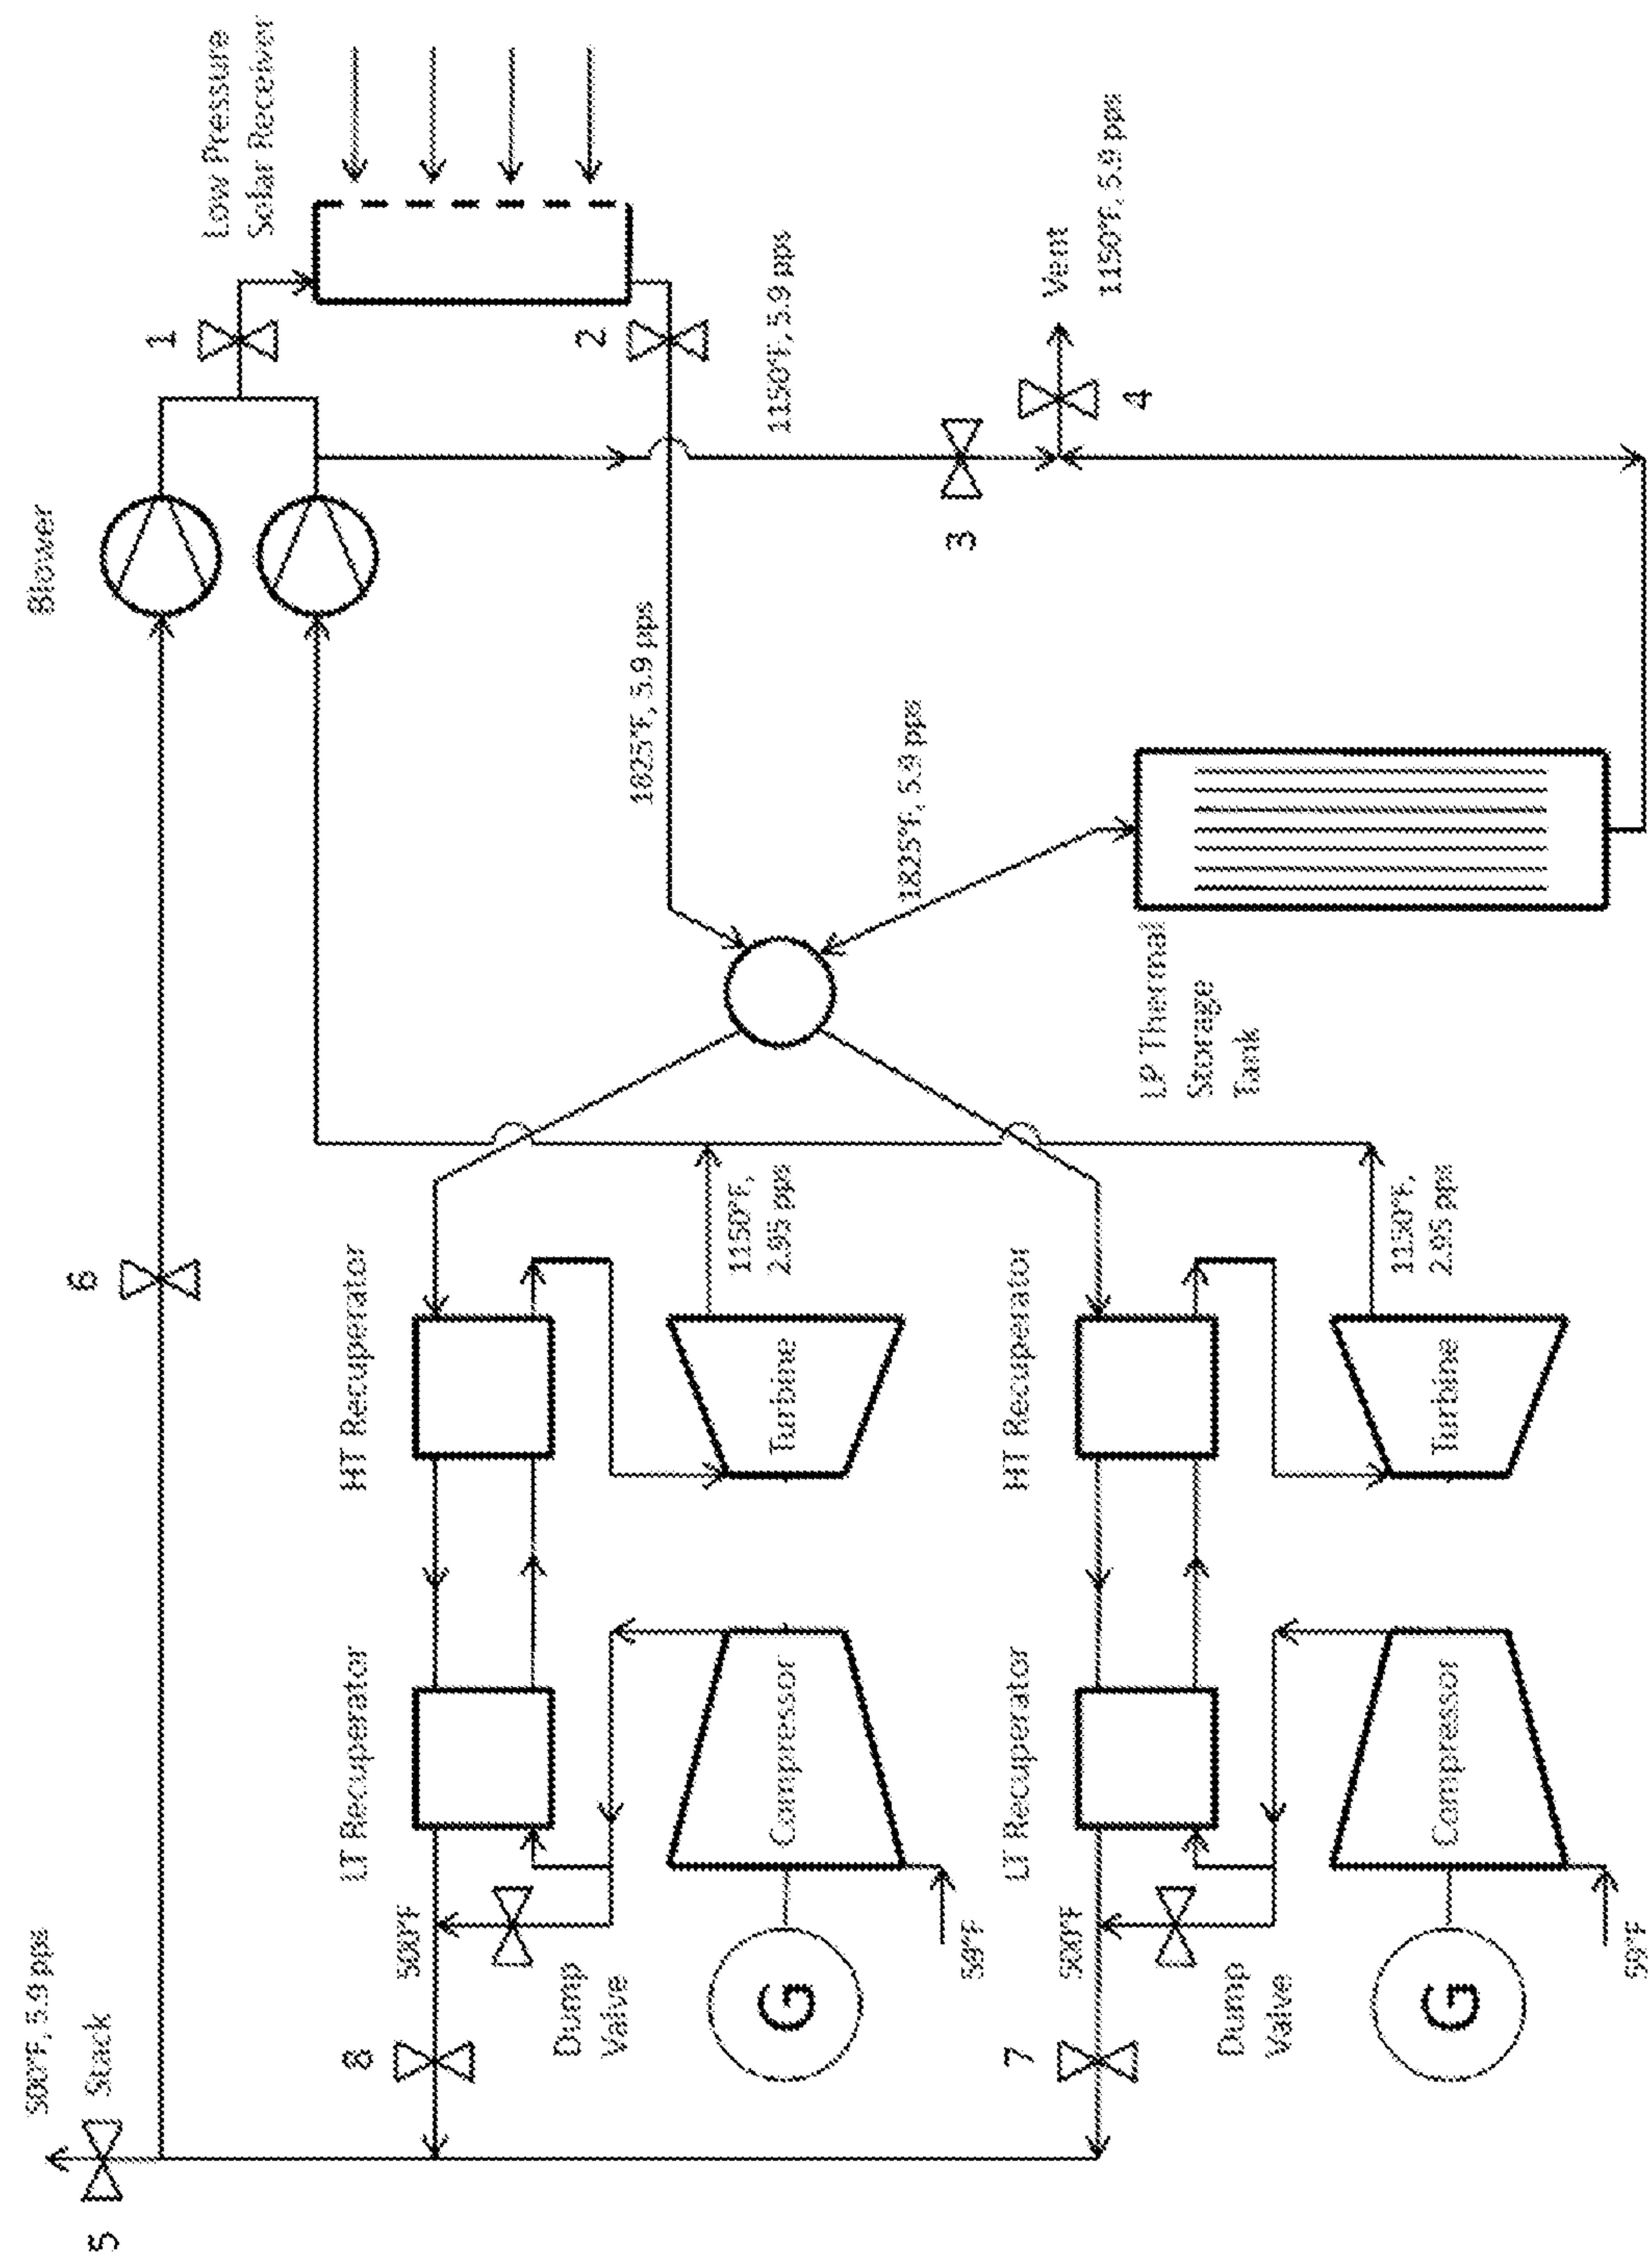 500°F, 5.9 pps
Blower
5
Stack
6
1
Low Pressure
Solar Receiver
8
LT Recuperator
HT Recuperator
500°F
Dump
Valve
2
1825°F, 5.9 pps
1150°F,
2.95 pps
1150°F, 5.9 pps
G
Compressor
Turbine
1825°F, 5.9 pps
59°F
3
7
LT Recuperator
HT Recuperator
Vent
1150°F, 5.9 pps
4
500°F
LP Thermal
Storage
Tank
Dump
Valve
1150°F,
2.95 pps
G
Compressor
Turbine
59°F